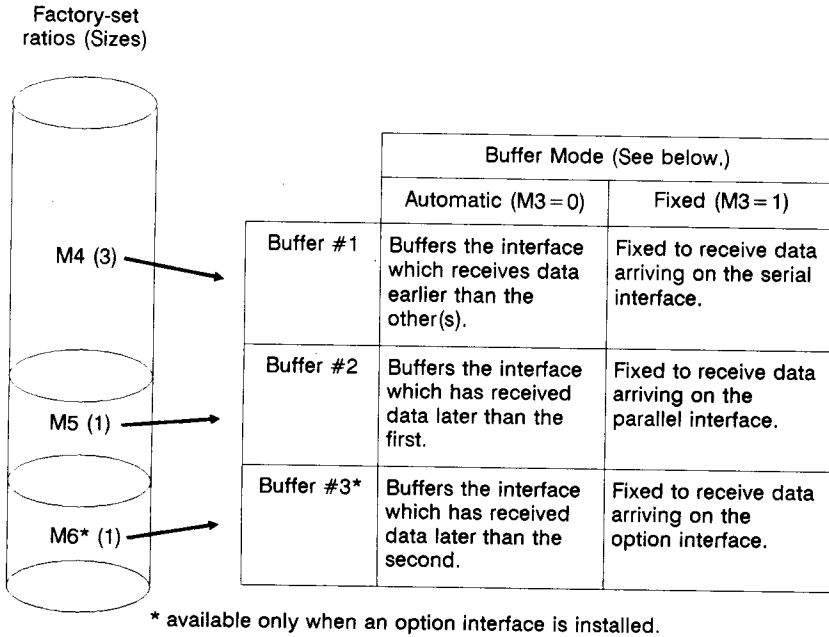 Factory-set
ratios (Sizes)
Buffer Mode (See below.)
Automatic (M3=0)
Fixed (M3=1)
M4 (3)
Buffer #1
Buffers the interface
which receives data
earlier than the
other(s).
Fixed to receive data
arriving on the serial
interface.
M5 (1)
Buffer #2
Buffers the interface
which has received
data later than the
first.
Fixed to receive data
arriving on the
parallel interface.
M6* (1)
Buffer #3*
Buffers the interface
which has received
data later than the
second.
Fixed to receive data
arriving on the
option interface.
* available only when an option interface is installed.